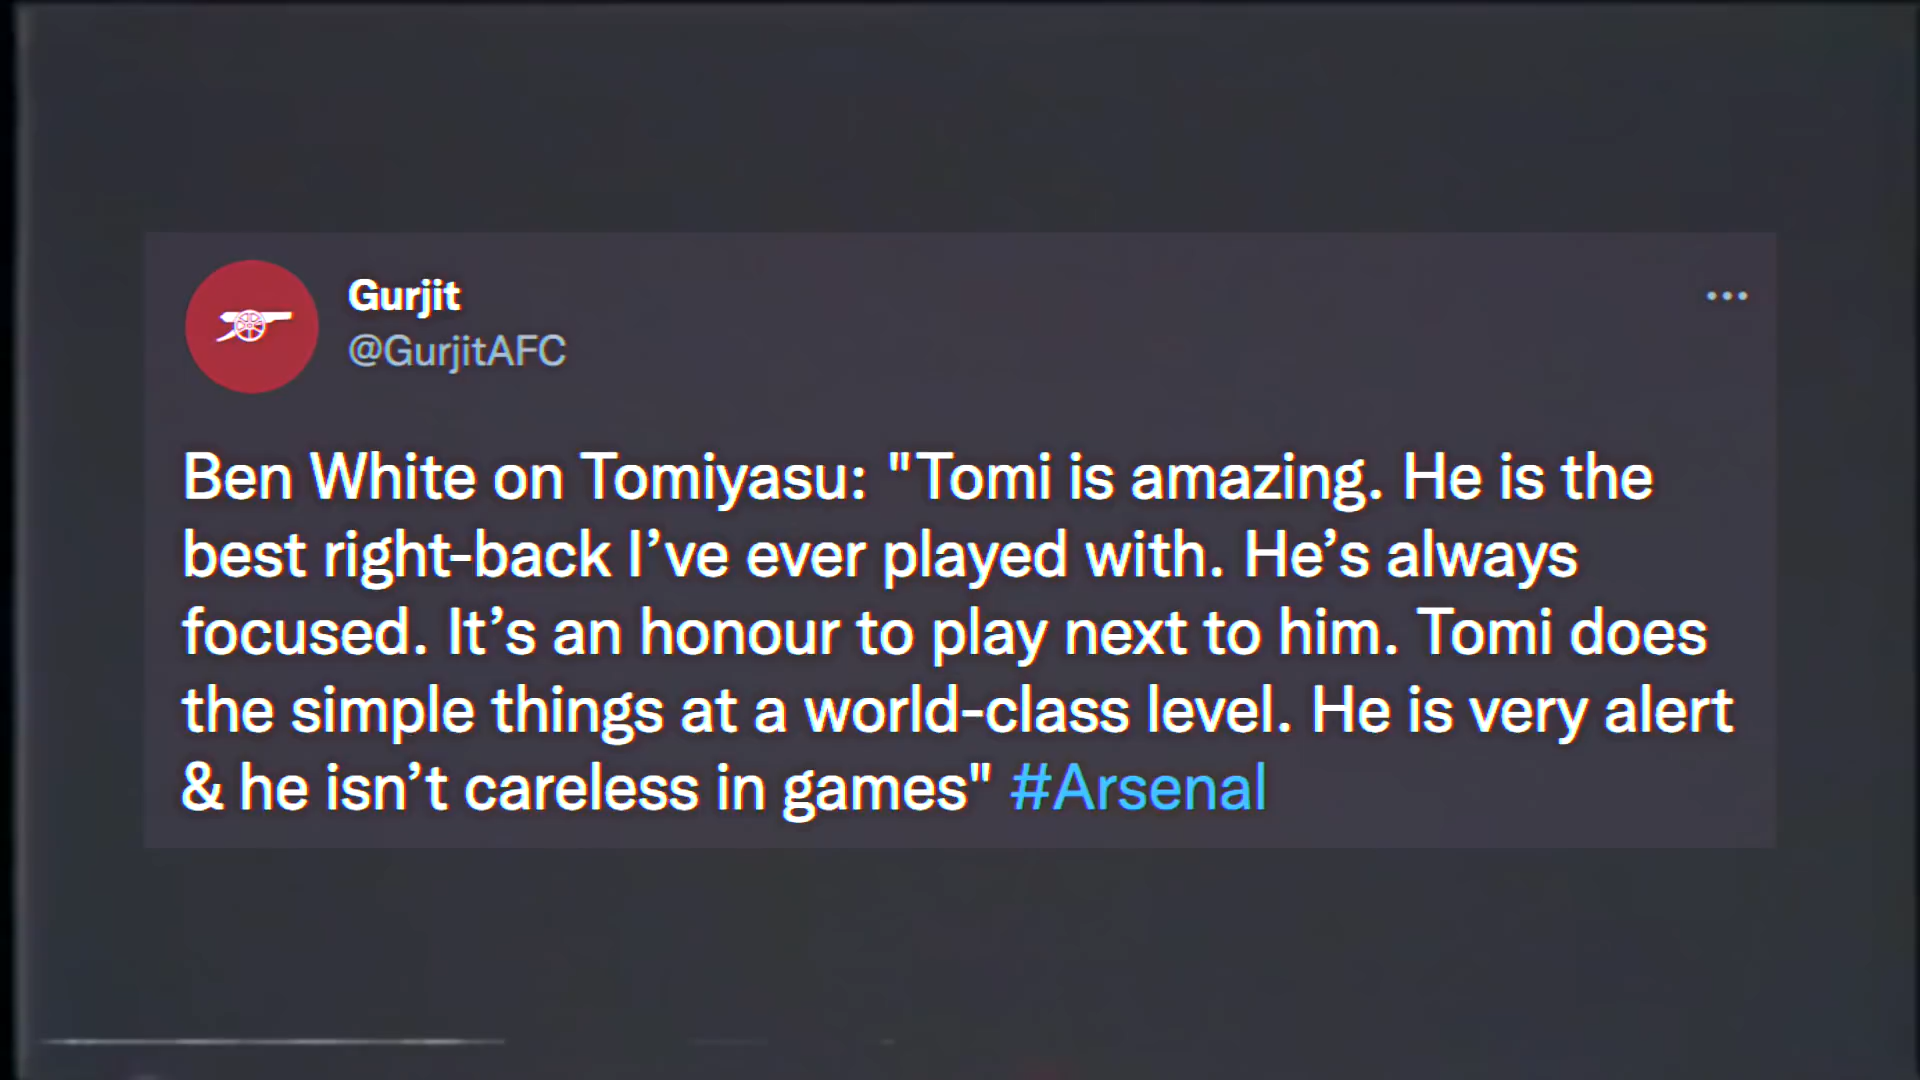 Gurjit
@GurjitAFC
Ben White on Tomiyasu: "Tomi is amazing. He is the
best right-back I’ve ever played with. He’s always
focused. It’s an honour to play next to him. Tomi does
the simple things at a world-class level. He is very alert
& he isn’t careless in games" #Arsenal